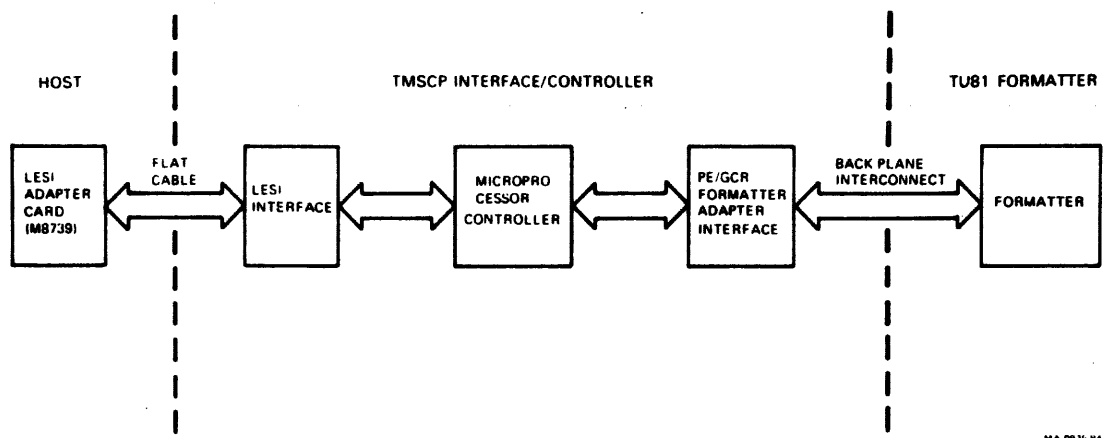 HOST
TMSCP INTERFACE/CONTROLLER
TU81 FORMATTER
LESI
ADAPTER
CARD
(M8739)
FLAT
CABLE
LESI
INTERFACE
MICROPRO
CESSOR
CONTROLLER
PE/GCR
FORMATTER
ADAPTER
INTERFACE
BACK PLANE
INTERCONNECT
FORMATTER